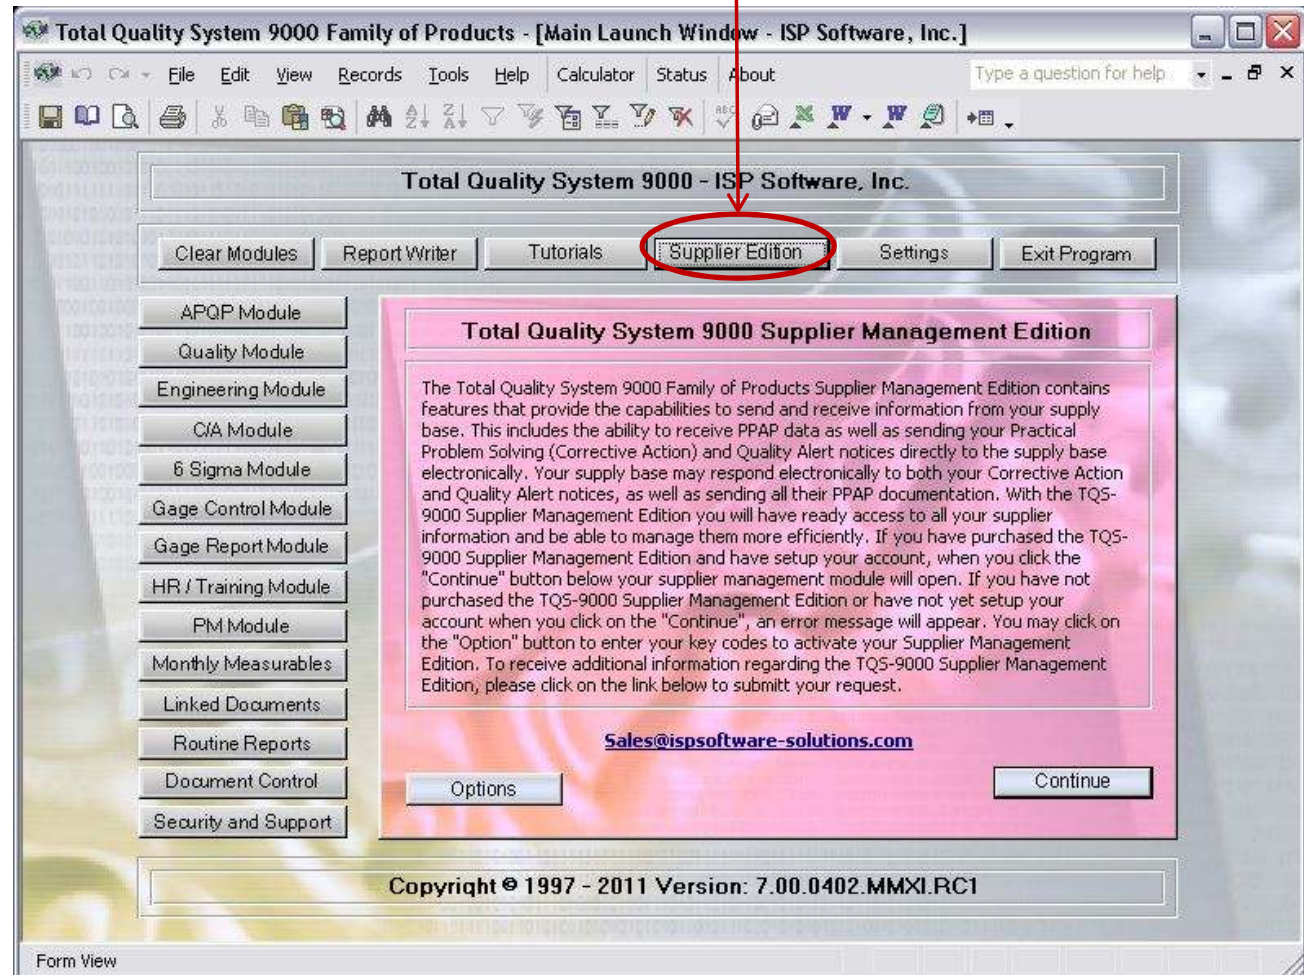 Total Quality System 9000 Family of Products - [Main Launch Window - ISP Software, Inc.]
File Edit View Records Tools Help Calculator Status About Type a question for help
Total Quality System 9000 - ISP Software, Inc.
Clear Modules Report Writer Tutorials Supplier Edition Settings Exit Program
APQP Module
Quality Module
Engineering Module
C/A Module
6 Sigma Module
Gage Control Module
Gage Report Module
HR / Training Module
PM Module
Monthly Measurables
Linked Documents
Routine Reports
Document Control
Security and Support
Total Quality System 9000 Supplier Management Edition
The Total Quality System 9000 Family of Products Supplier Management Edition contains
features that provide the capabilities to send and receive information from your supply
base. This includes the ability to receive PPAP data as well as sending your Practical
Problem Solving (Corrective Action) and Quality Alert notices directly to the supply base
electronically. Your supply base may respond electronically to both your Corrective Action
and Quality Alert notices, as well as sending all their PPAP documentation. With the TQS-
9000 Supplier Management Edition you will have ready access to all your supplier
information and be able to manage them more efficiently. If you have purchased the TQS-
9000 Supplier Management Edition and have setup your account, when you click the
"Continue" button below your supplier management module will open. If you have not
purchased the TQS-9000 Supplier Management Edition or have not yet setup your
account when you click on the "Continue", an error message will appear. You may click on
the "Option" button to enter your key codes to activate your Supplier Management
Edition. To receive additional information regarding the TQS-9000 Supplier Management
Edition, please click on the link below to submitt your request.
Sales@ispsoftware-solutions.com
Options Continue
Copyright © 1997 - 2011 Version: 7.00.0402.MMXI.RC1
Form View